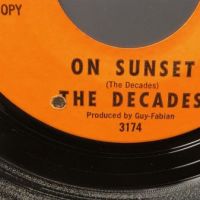 OPY
ON SUNSET
(The Decades)
THE DECADES
Produced by Guy-Fabian
3174